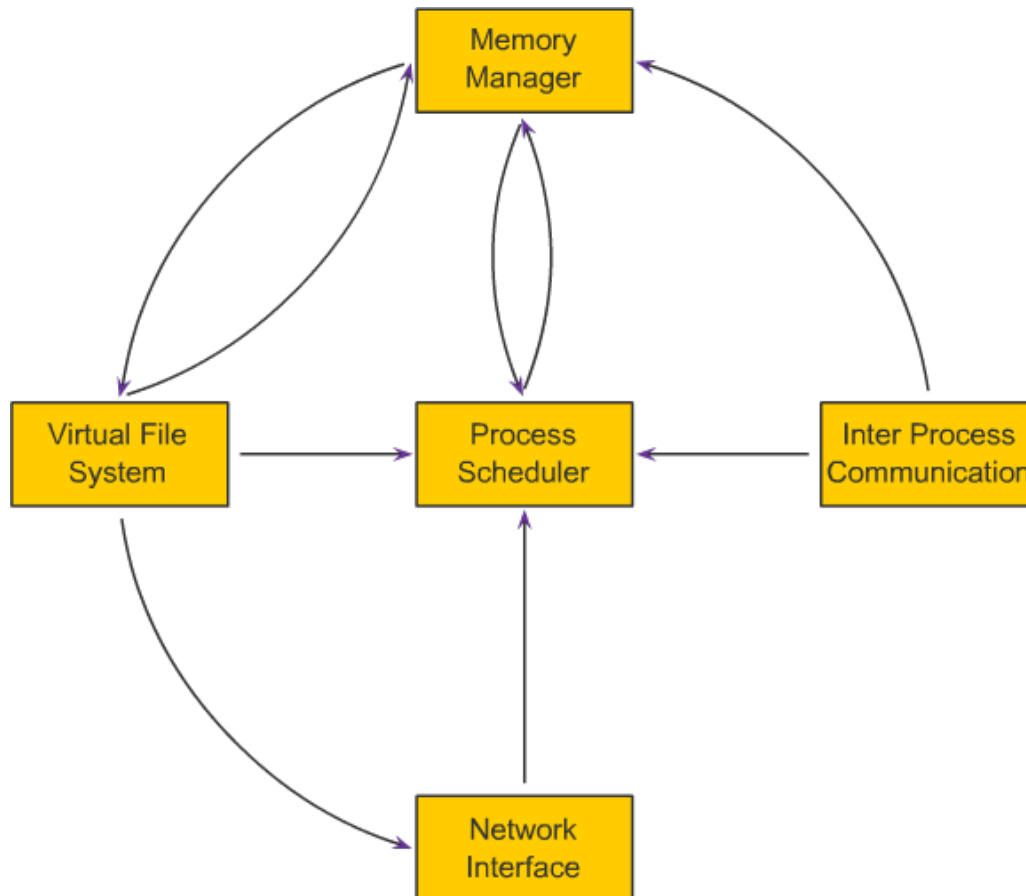 Memory
Manager
Virtual File
System
Process
Scheduler
Inter Process
Communication
Network
Interface